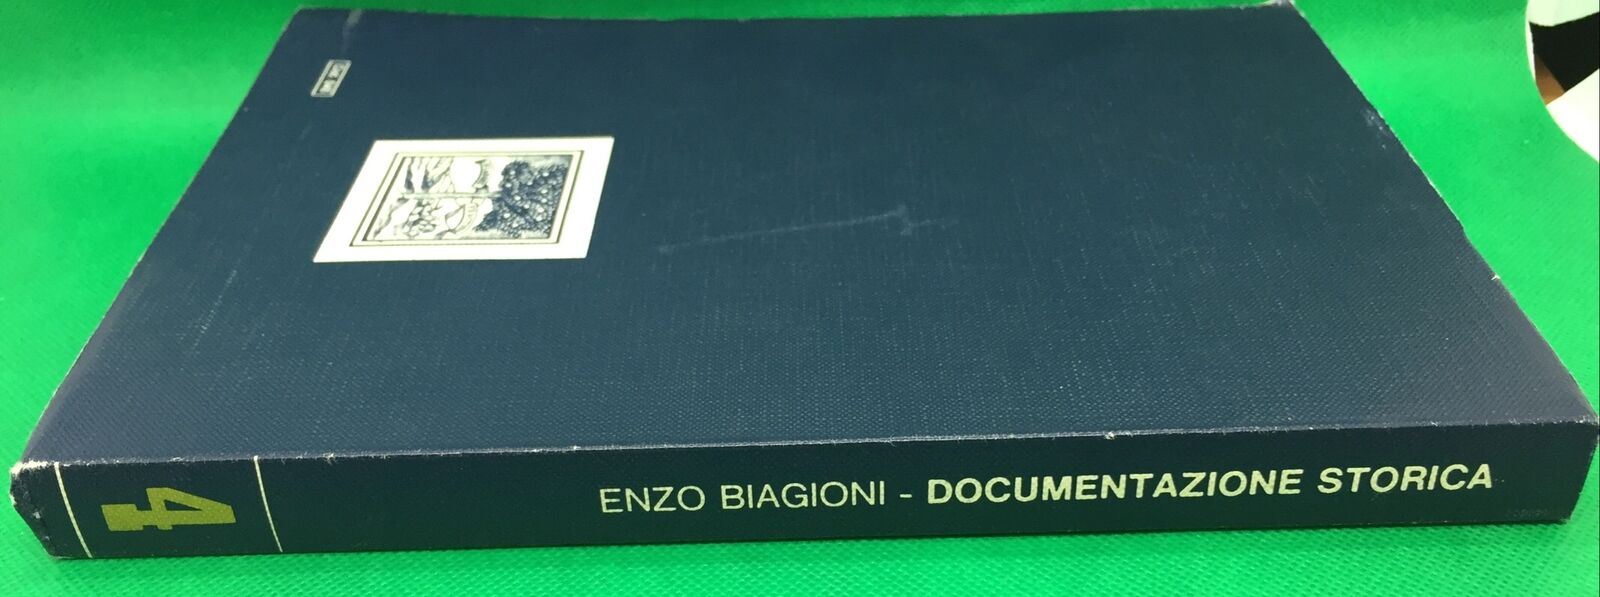 ENZO BIAGIONI - DOCUMENTAZIONE STORICA
4